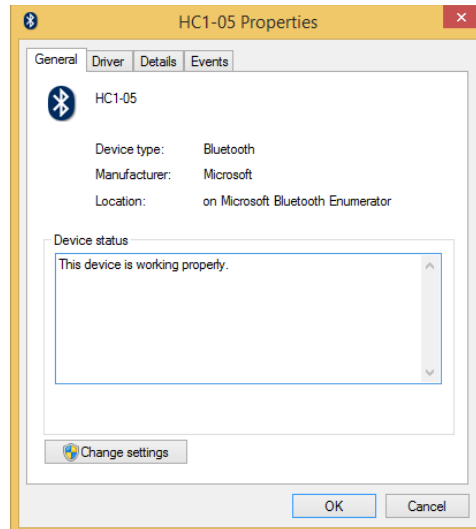 HC1-05 Properties
General Driver Details Events
HC1-05
Device type: Bluetooth
Manufacturer: Microsoft
Location: on Microsoft Bluetooth Enumerator
Device status
This device is working properly.
Change settings
OK Cancel